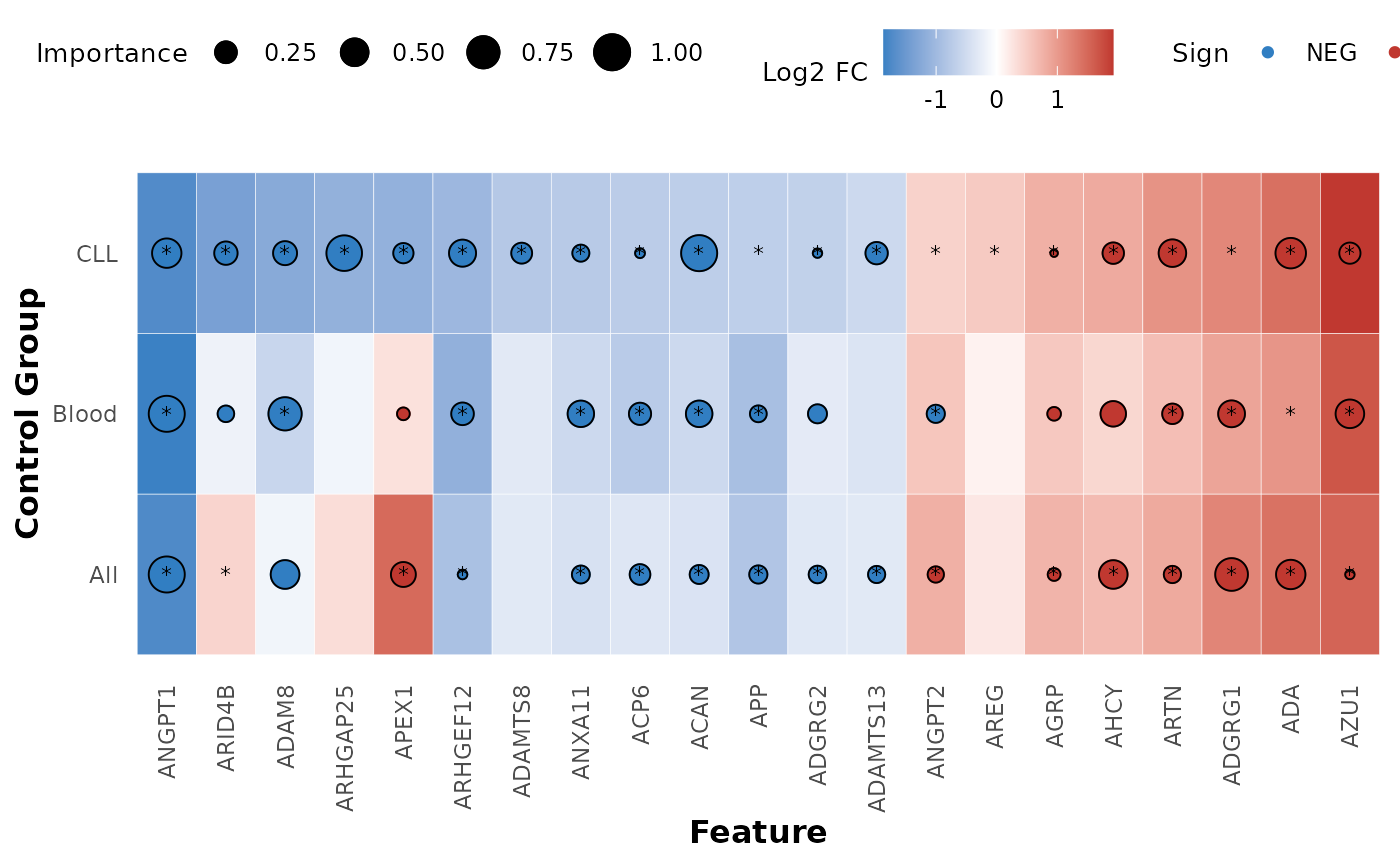 Importance 0.25 0.50 0.75 1.00
Log2 FC
-1 0 1
Sign NEG
Control Group
CLL * * * * * * * * * * * * * * * * * * * * *
Blood * * * * * * * * * * * * *
All * * * * * * * * * * * * * * * * * *
ANGPT1 ARID4B ADAM8 ARHGAP25 APEX1 ARHGEF12 ADAMTS8 ANXA11 ACP6 ACAN APP ADGRG2 ADAMTS13 ANGPT2 AREG AGRP AHCY ARTN ADGRG1 ADA AZU1
Feature